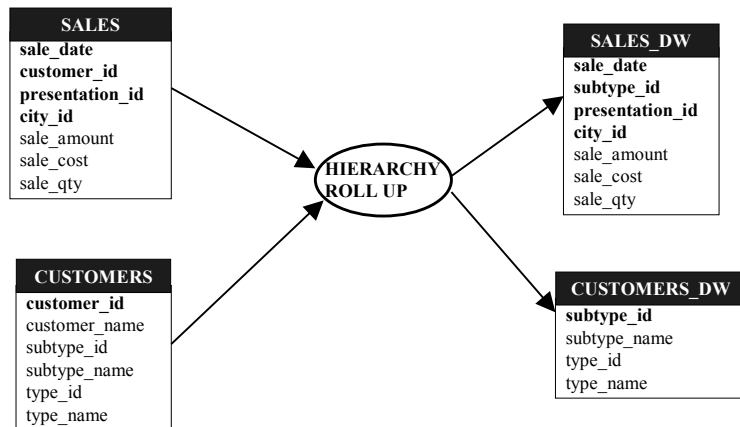 SALES
sale_date
customer_id
presentation_id
city_id
sale_amount
sale_cost
sale_qty
CUSTOMERS
customer_id
customer_name
subtype_id
subtype_name
type_id
type_name
HIERARCHY
ROLL UP
SALES_DW
sale_date
subtype_id
presentation_id
city_id
sale_amount
sale_cost
sale_qty
CUSTOMERS_DW
subtype_id
subtype_name
type_id
type_name